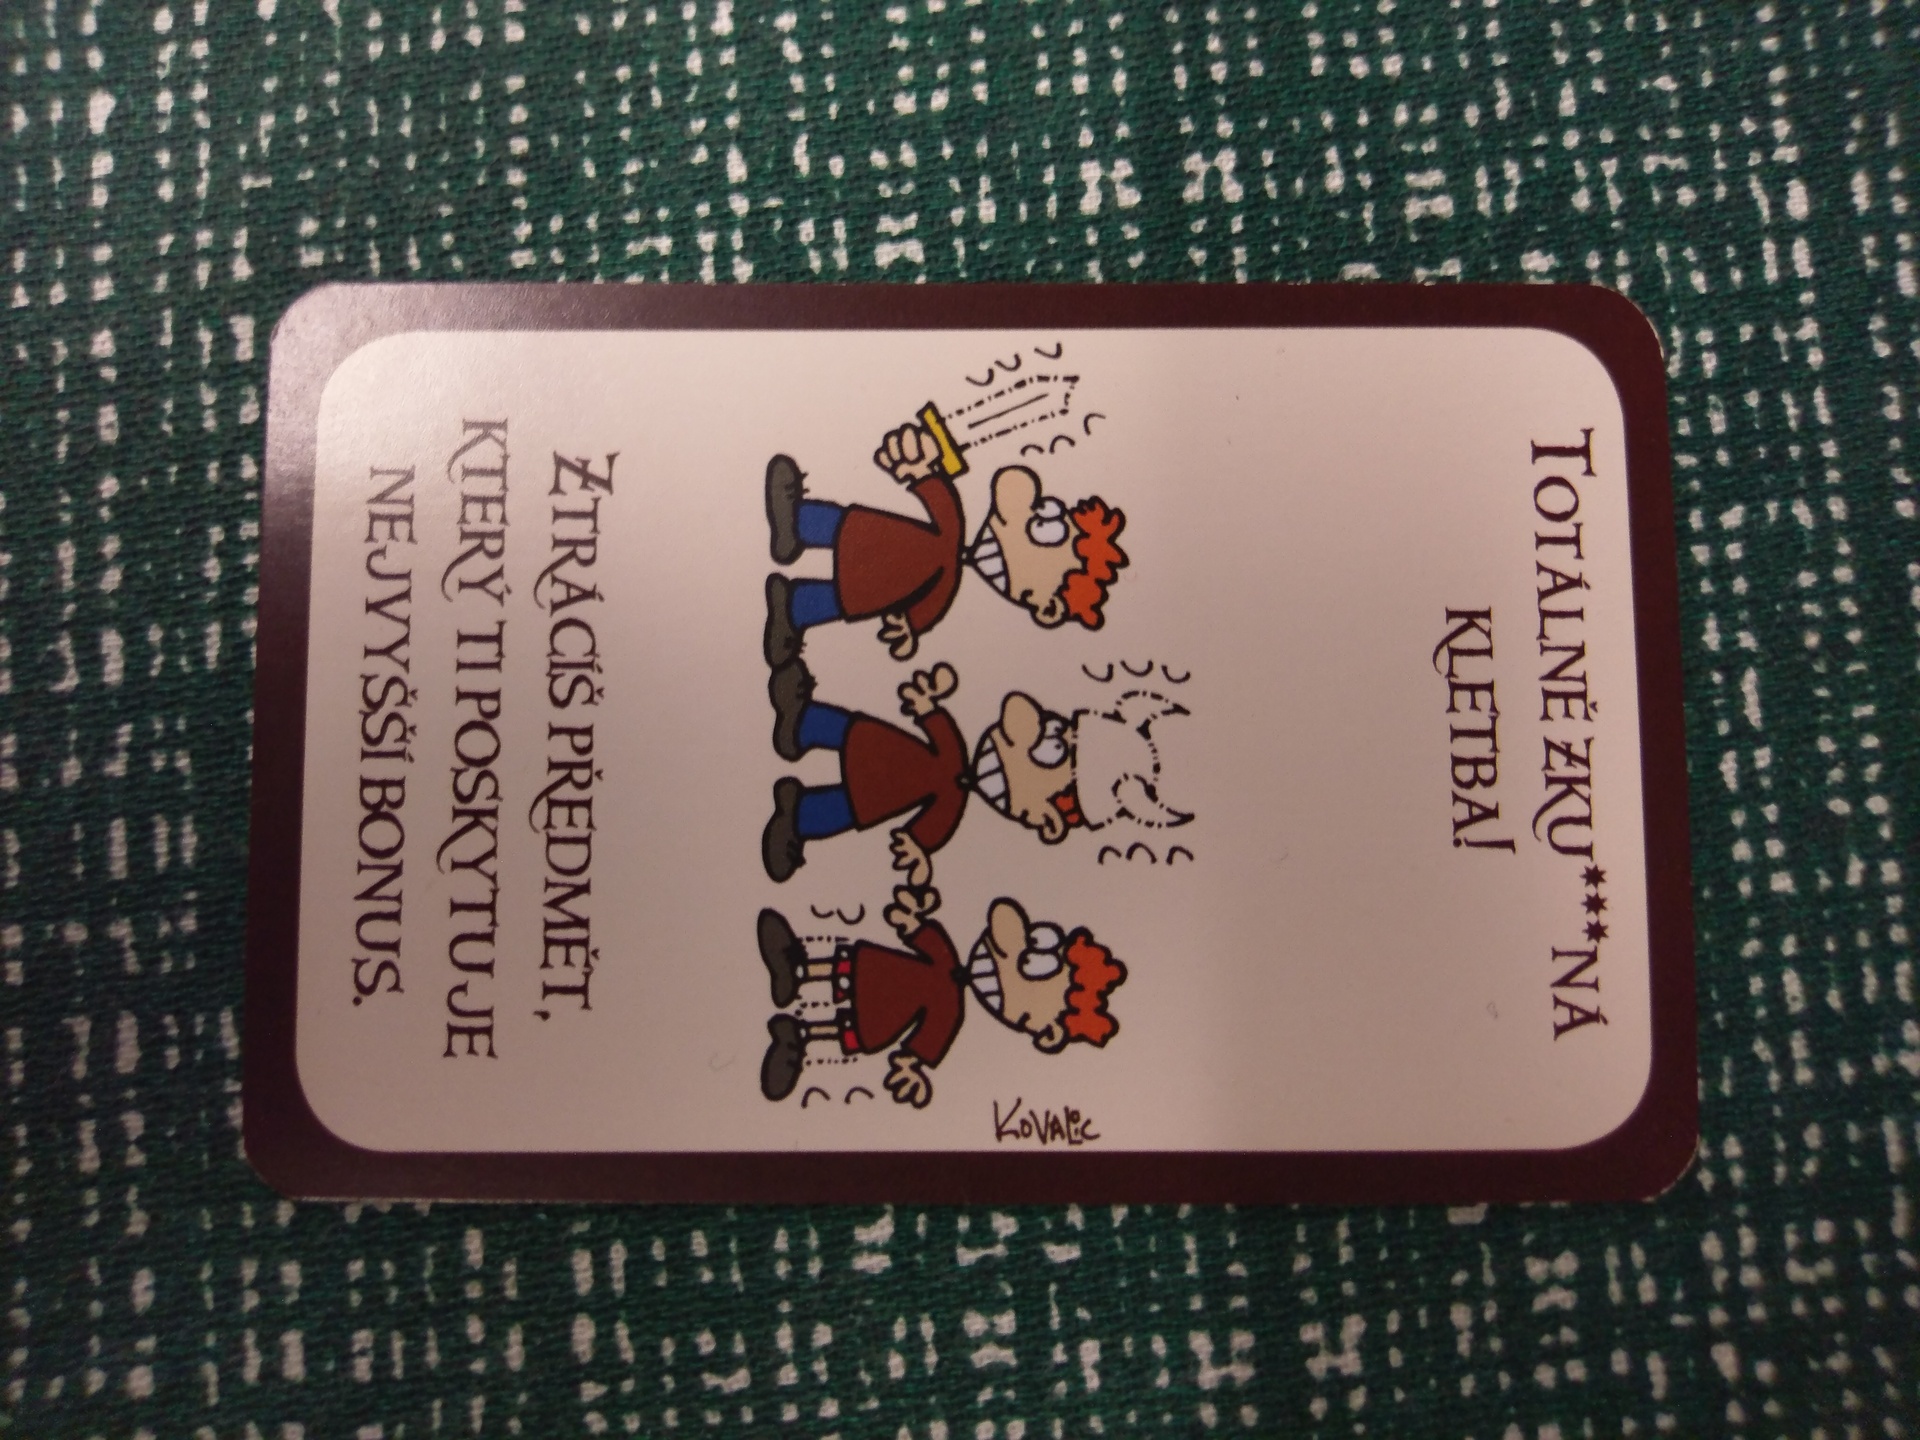 TOTÁLNĚ ZKU***NÁ
KLETBA!
KOVALIC
ZTRÁCÍŠ PŘEDMĚT,
KTERÝ TI POSKYTUJE
NEJVYŠŠÍ BONUS.